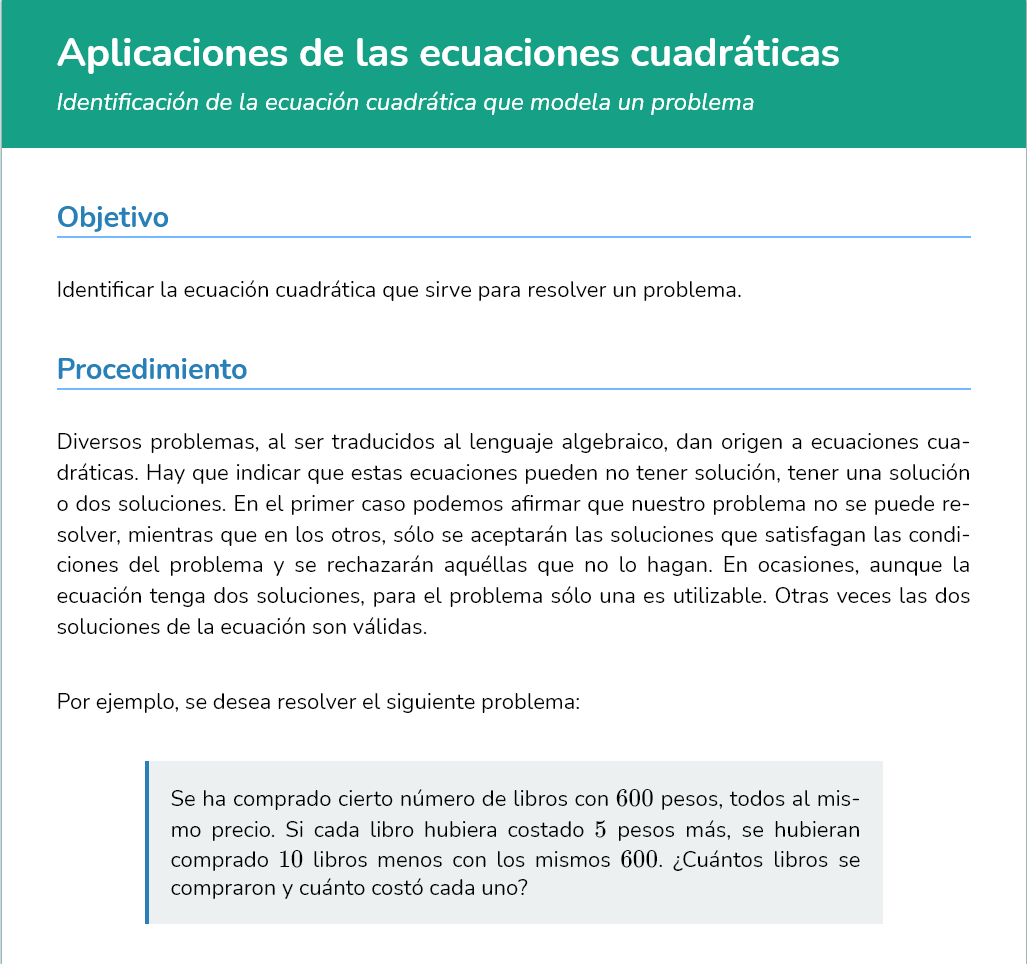 Aplicaciones de las ecuaciones cuadráticas
Identificación de la ecuación cuadrática que modela un problema
Objetivo
Identificar la ecuación cuadrática que sirve para resolver un problema.
Procedimiento
Diversos problemas, al ser traducidos al lenguaje algebraico, dan origen a ecuaciones cua-
dráticas. Hay que indicar que estas ecuaciones pueden no tener solución, tener una solución
o dos soluciones. En el primer caso podemos afirmar que nuestro problema no se puede re-
solver, mientras que en los otros, sólo se aceptarán las soluciones que satisfagan las condi-
ciones del problema y se rechazarán aquéllas que no lo hagan. En ocasiones, aunque la
ecuación tenga dos soluciones, para el problema sólo una es utilizable. Otras veces las dos
soluciones de la ecuación son válidas.
Por ejemplo, se desea resolver el siguiente problema:
Se ha comprado cierto número de libros con 600 pesos, todos al mis-
mo precio. Si cada libro hubiera costado 5 pesos más, se hubieran
comprado 10 libros menos con los mismos 600. ¿Cuántos libros se
compraron y cuánto costó cada uno?